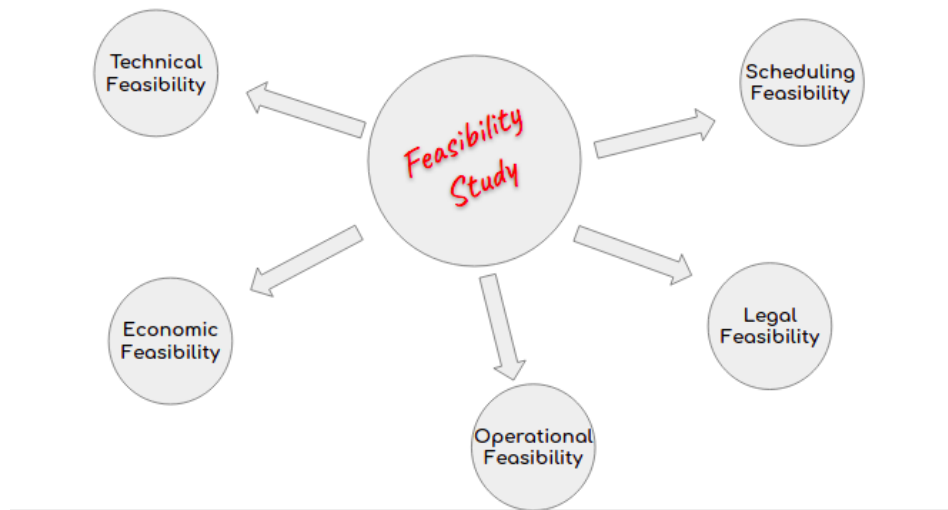 Technical
Feasibility
Scheduling
Feasibility
Feasibility
Study
Economic
Feasibility
Legal
Feasibility
Operational
Feasibility